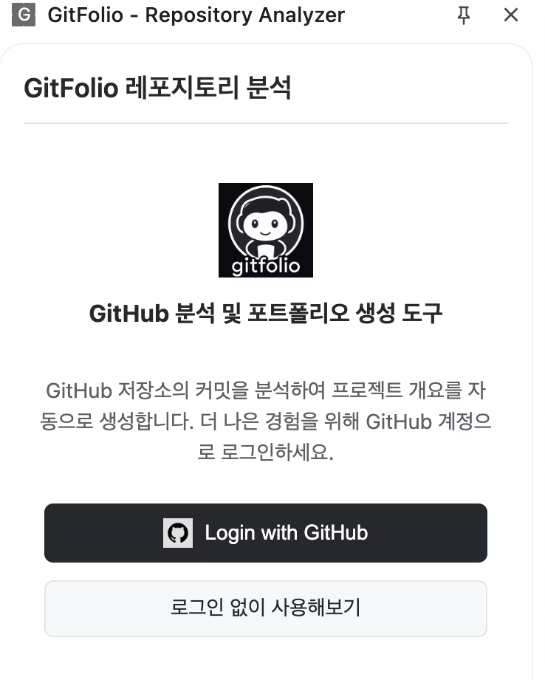 G GitFolio - Repository Analyzer
GitFolio 레포지토리 분석
gitfolio
GitHub 분석 및 포트폴리오 생성 도구
GitHub 저장소의 커밋을 분석하여 프로젝트 개요를 자
동으로 생성합니다. 더 나은 경험을 위해 GitHub 계정으
로 로그인하세요.
Login with GitHub
로그인 없이 사용해보기